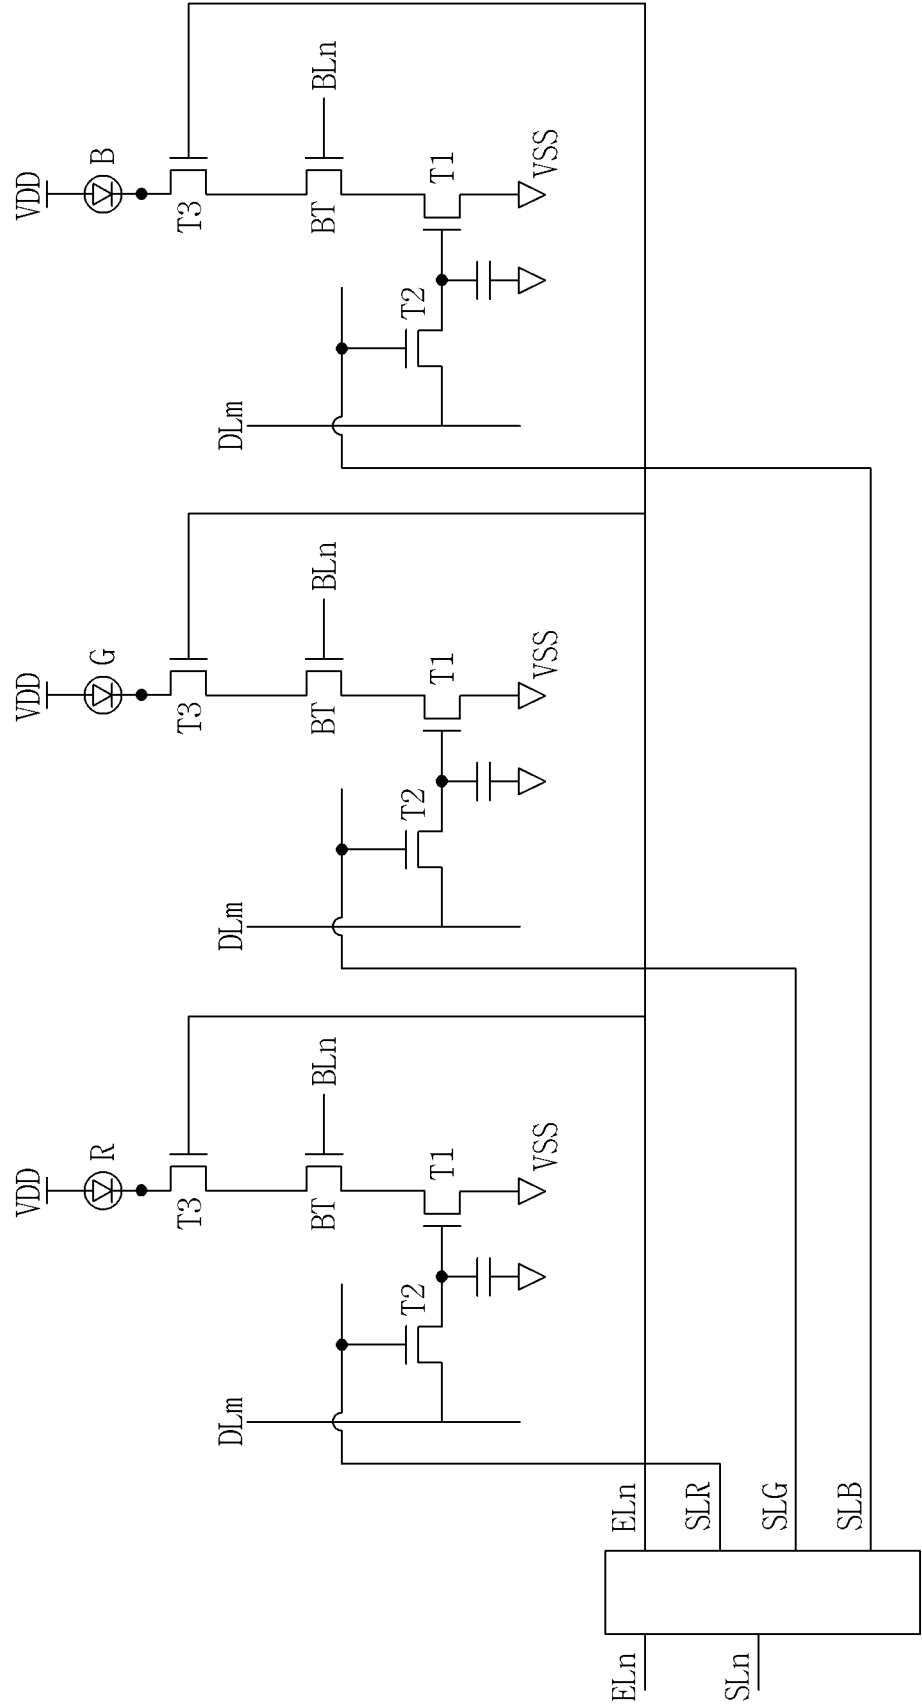 VDD
R
T3
BT
BLn
T1
VSS
T2
DLm
VDD
G
T3
BT
BLn
T1
VSS
T2
DLm
VDD
B
T3
BT
BLn
T1
VSS
T2
DLm
ELn
SLn
ELn
SLR
SLG
SLB